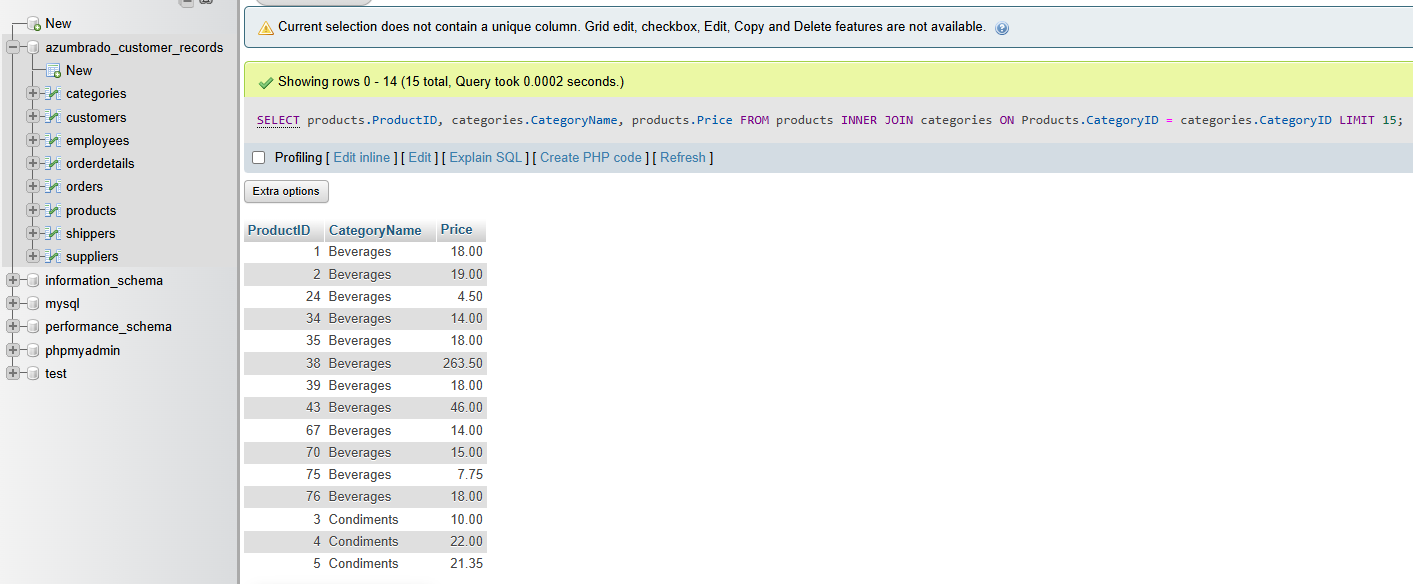 New
azumbrado_customer_records
New
categories
customers
employees
orderdetails
orders
products
shippers
suppliers
information_schema
mysql
performance_schema
phpmyadmin
test
Current selection does not contain a unique column. Grid edit, checkbox, Edit, Copy and Delete features are not available.
Showing rows 0 - 14 (15 total, Query took 0.0002 seconds.)
SELECT products.ProductID, categories.CategoryName, products.Price FROM products INNER JOIN categories ON Products.CategoryID = categories.CategoryID LIMIT 15;
Profiling [ Edit inline ] [ Edit ] [ Explain SQL ] [ Create PHP code ] [ Refresh ]
Extra options
ProductID CategoryName Price
1 Beverages 18.00
2 Beverages 19.00
24 Beverages 4.50
34 Beverages 14.00
35 Beverages 18.00
38 Beverages 263.50
39 Beverages 18.00
43 Beverages 46.00
67 Beverages 14.00
70 Beverages 15.00
75 Beverages 7.75
76 Beverages 18.00
3 Condiments 10.00
4 Condiments 22.00
5 Condiments 21.35